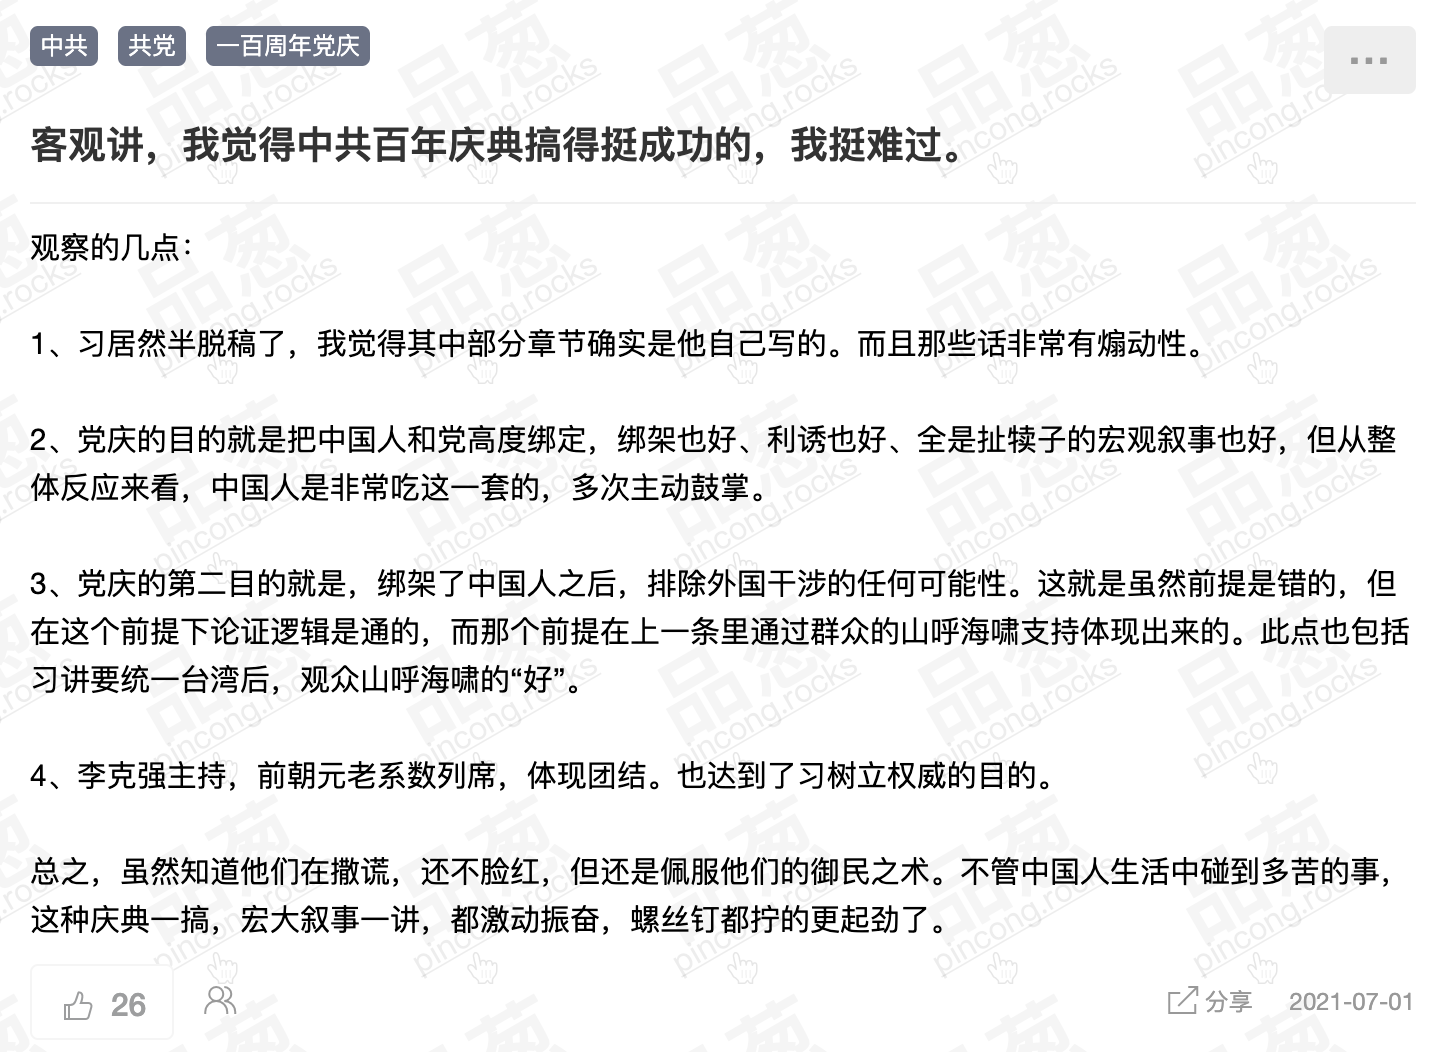 中共 共党 一百周年党庆
客观讲，我觉得中共百年庆典搞得挺成功的，我挺难过。
观察的几点：
1、习居然半脱稿了，我觉得其中部分章节确实是他自己写的。而且那些话非常有煽动性。
2、党庆的目的就是把中国人和党高度绑定，绑架也好、利诱也好、全是扯犊子的宏观叙事也好，但从整
体反应来看，中国人是非常吃这一套的，多次主动鼓掌。
3、党庆的第二目的就是，绑架了中国人之后，排除外国干涉的任何可能性。这就是虽然前提是错的，但
在这个前提下论证逻辑是通的，而那个前提在上一条里通过群众的山呼海啸支持体现出来的。此点也包括
习讲要统一台湾后，观众山呼海啸的“好”。
4、李克强主持，前朝元老系数列席，体现团结。也达到了习树立权威的目的。
总之，虽然知道他们在撒谎，还不脸红，但还是佩服他们的御民之术。不管中国人生活中碰到多苦的事，
这种庆典一搞，宏大叙事一讲，都激动振奋，螺丝钉都拧的更起劲了。
26 分享 2021-07-01
品葱
pincong.rocks